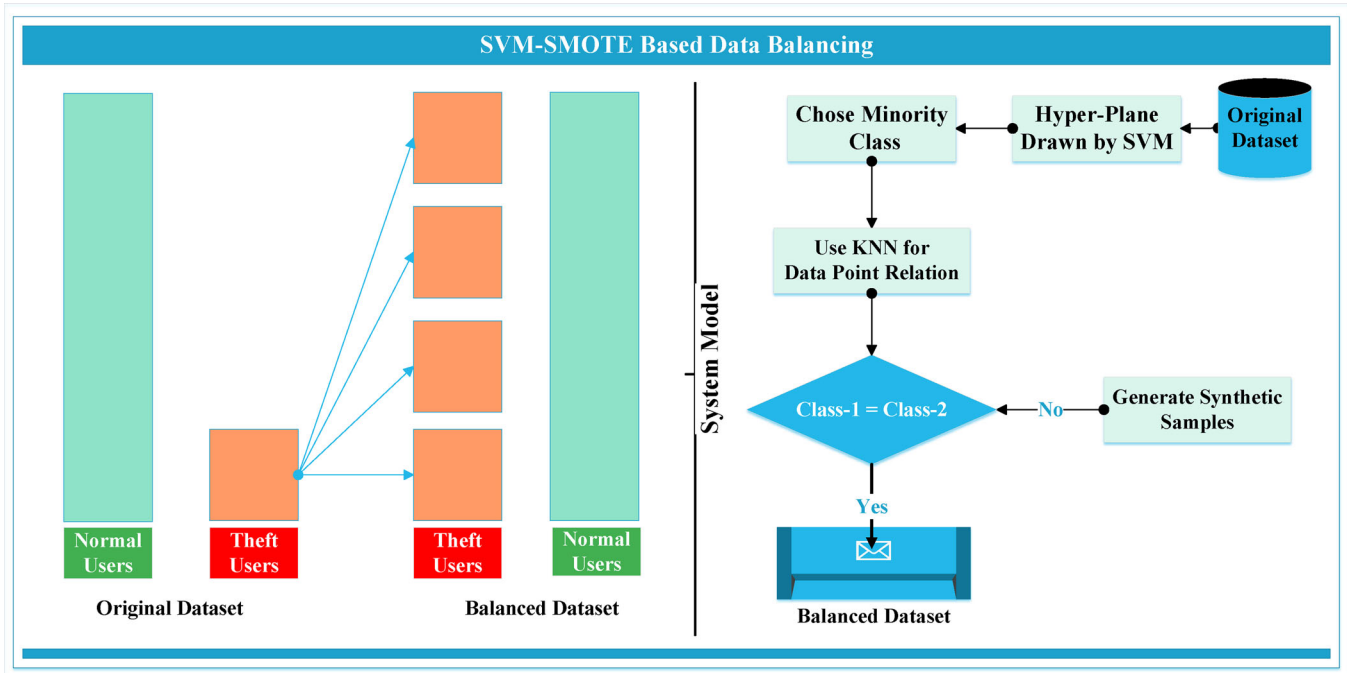 SVM-SMOTE Based Data Balancing
Normal
Users
Theft
Users
Theft
Users
Normal
Users
Original Dataset
Balanced Dataset
System Model
Chose Minority
Class
Hyper-Plane
Drawn by SVM
Original
Dataset
Use KNN for
Data Point Relation
Class-1 = Class-2
No
Generate Synthetic
Samples
Yes
Balanced Dataset